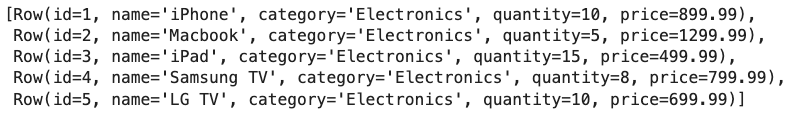 [Row(id=1, name='iPhone', category='Electronics', quantity=10, price=899.99),
Row(id=2, name='Macbook', category='Electronics', quantity=5, price=1299.99),
Row(id=3, name='iPad', category='Electronics', quantity=15, price=499.99),
Row(id=4, name='Samsung TV', category='Electronics', quantity=8, price=799.99),
Row(id=5, name='LG TV', category='Electronics', quantity=10, price=699.99)]